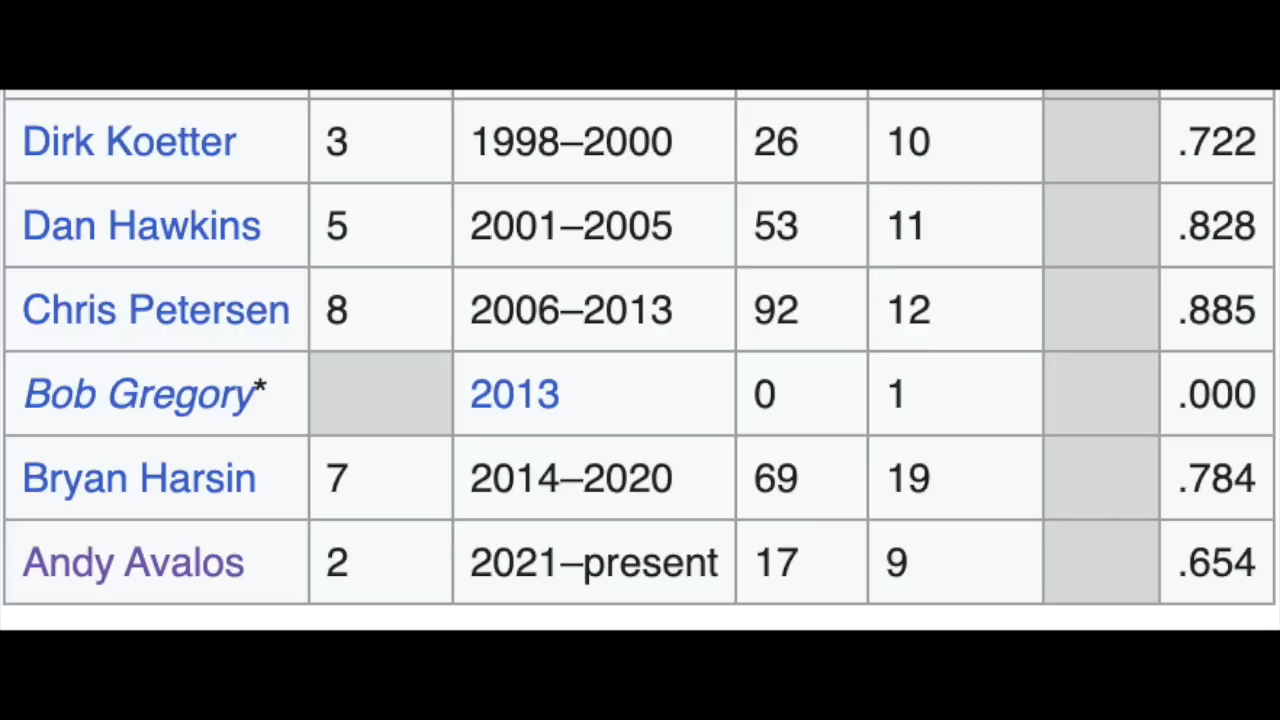 Dirk Koetter 3 1998–2000 26 10 .722
Dan Hawkins 5 2001–2005 53 11 .828
Chris Petersen 8 2006–2013 92 12 .885
Bob Gregory* 2013 0 1 .000
Bryan Harsin 7 2014–2020 69 19 .784
Andy Avalos 2 2021–present 17 9 .654